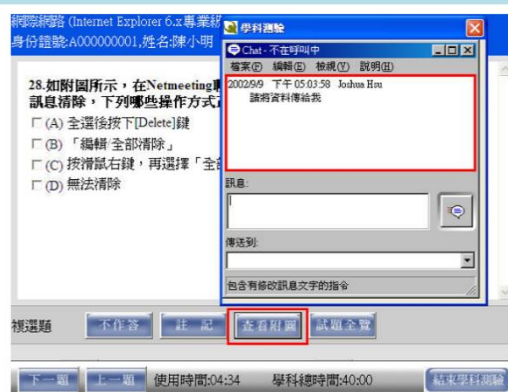 網際網路 (Internet Explorer 6.x專業級
身份證號:A000000001,姓名:陳小明
28.如附圖所示，在Netmeeting
訊息清除，下列哪些操作方式
(A) 全選後按下[Delete]鍵
(B) 「編輯/全部清除」
(C) 按滑鼠右鍵，再選擇「全
(D) 無法清除
學科測驗
Chat - 不在呼叫中
檔案(F) 編輯(E) 檢視(V) 說明(H)
2002/9/9 下午 05:03:58 Joshua Hsu
請將資料傳給我
訊息:
傳送到:
包含有修改訊息文字的指令
複選題 不作答 註 記 查看附圖 試題全覽
下一題 上一題 使用時間:04:34 學科總時間:40:00 結束學科測驗